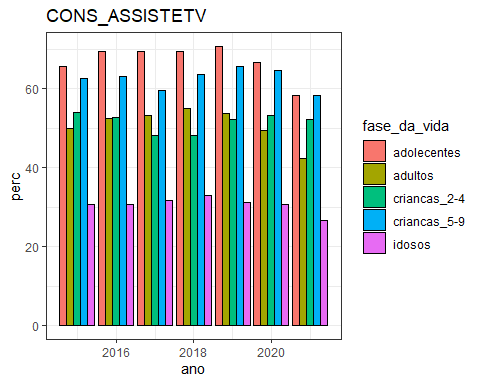 CONS_ASSISTETV
perc
60
40
20
0
2016
2018
2020
ano
fase_da_vida
adolecentes
adultos
criancas_2-4
criancas_5-9
idosos